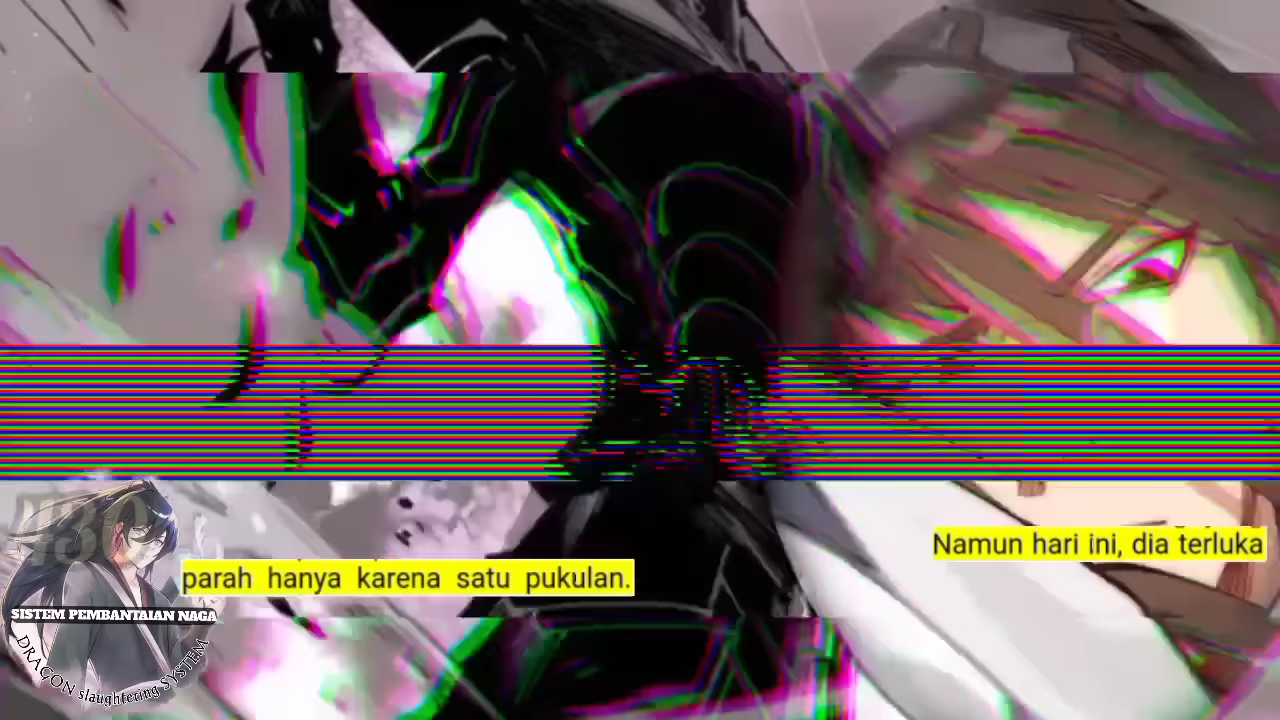 Namun hari ini, dia terluka
parah hanya karena satu pukulan.
SISTEM PEMBANTAIAN NAGA
DRAGON slaughtering SYSTEM